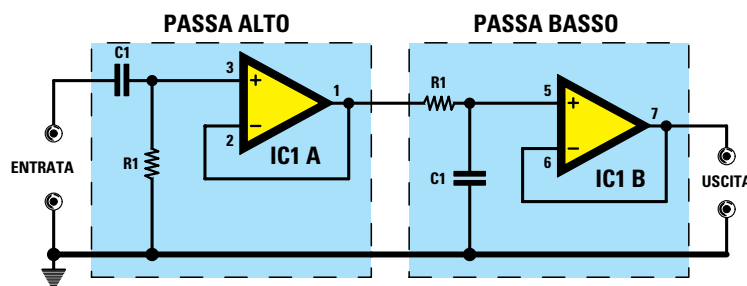 PASSA ALTO
PASSA BASSO
C1
3
1
R1
5
7
2
6
ENTRATA
R1
IC1 A
C1
IC1 B
USCITA